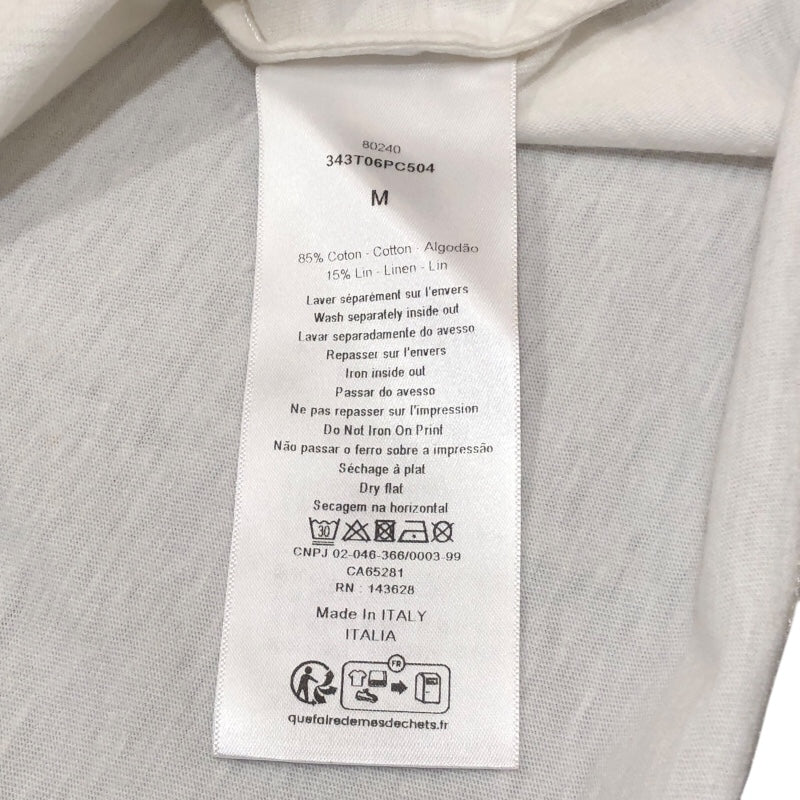 80240
343T06PC504
M
85% Coton - Cotton - Algodão
15% Lin - Linen - Lin
Laver séparément sur l'envers
Wash separately inside out
Lavar separadamente do avesso
Repasser sur l'envers
Iron inside out
Passar do avesso
Ne pas repasser sur l'impression
Do Not Iron On Print
Não passar o ferro sobre a impressão
Séchage à plat
Dry flat
Secagem na horizontal
30
CNPJ 02-046-366/0003-99
CA65281
RN : 143628
Made In ITALY
ITALIA
FR
quefairedemesdechets.fr